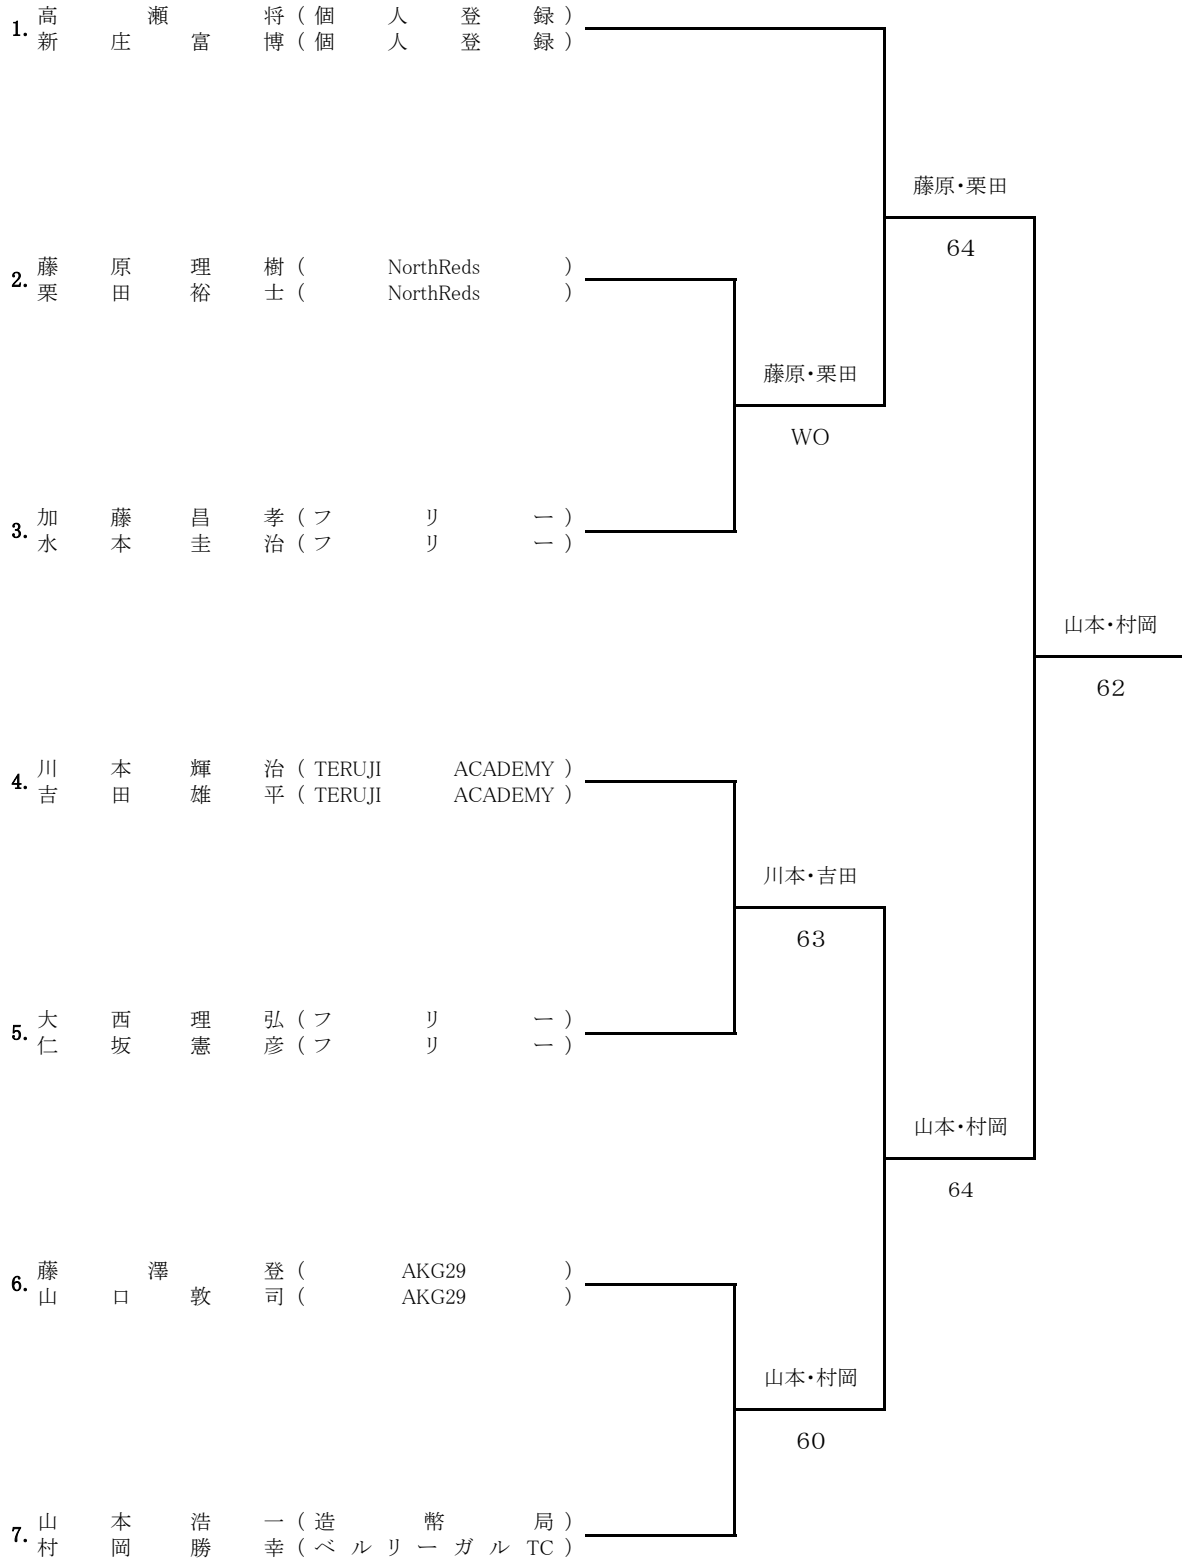 1. 高瀬将（個人登録）
新庄富博（個人登録）
藤原・栗田
64
2. 藤原理樹（NorthReds）
栗田裕士（NorthReds）
藤原・栗田
WO
3. 加藤昌孝（フリー）
水本圭治（フリー）
山本・村岡
62
4. 川本輝治（TERUJI ACADEMY）
吉田雄平（TERUJI ACADEMY）
川本・吉田
63
5. 大西理弘（フリー）
仁坂憲彦（フリー）
山本・村岡
64
6. 藤澤登（AKG29）
山口敦司（AKG29）
山本・村岡
60
7. 山本浩一（造幣局）
村岡勝幸（ベルリーガルTC）